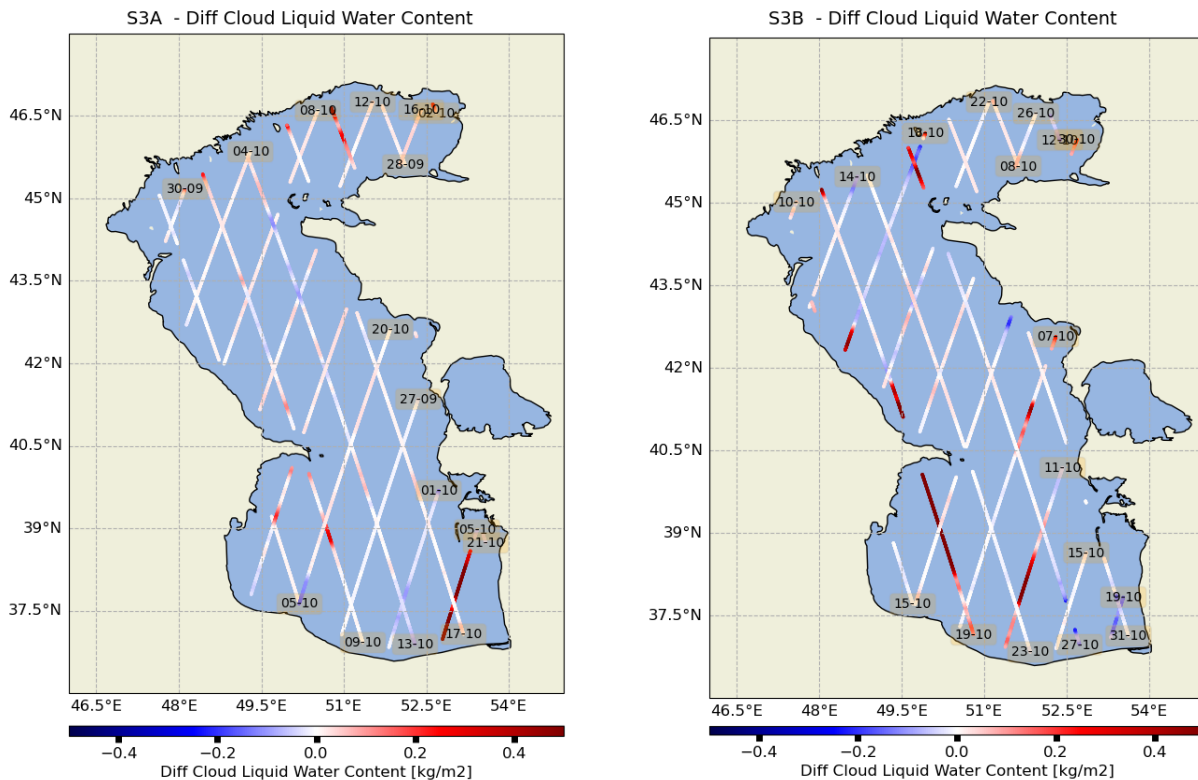 S3A - Diff Cloud Liquid Water Content
46.5°N
45°N
43.5°N
42°N
40.5°N
39°N
37.5°N
08-10
12-10
16-10
02-10
04-10
28-09
30-09
20-10
27-09
01-10
05-10
21-10
05-10
09-10
13-10
17-10
46.5°E
48°E
49.5°E
51°E
52.5°E
54°E
−0.4
−0.2
0.0
0.2
0.4
Diff Cloud Liquid Water Content [kg/m2]
S3B - Diff Cloud Liquid Water Content
46.5°N
45°N
43.5°N
42°N
40.5°N
39°N
37.5°N
22-10
26-10
18-10
30-10
08-10
14-10
10-10
07-10
11-10
15-10
15-10
19-10
19-10
23-10
27-10
31-10
46.5°E
48°E
49.5°E
51°E
52.5°E
54°E
−0.4
−0.2
0.0
0.2
0.4
Diff Cloud Liquid Water Content [kg/m2]